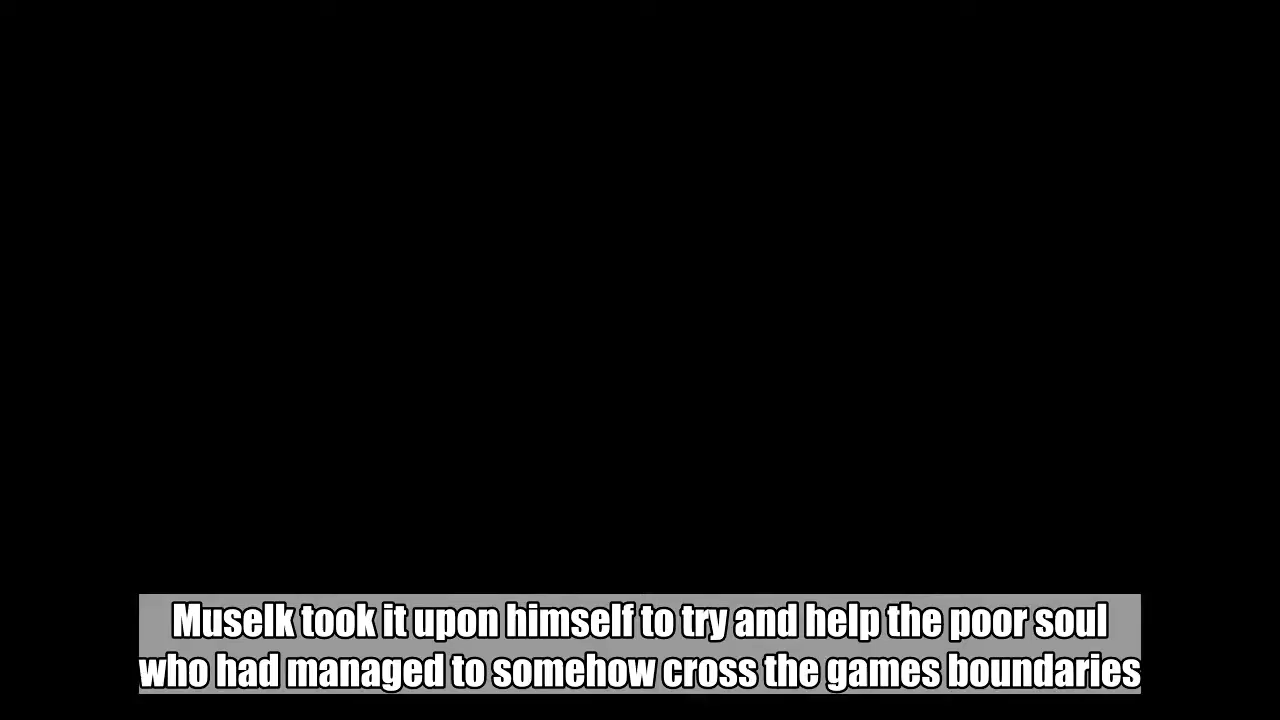 Muselk took it upon himself to try and help the poor soul
who had managed to somehow cross the games boundaries